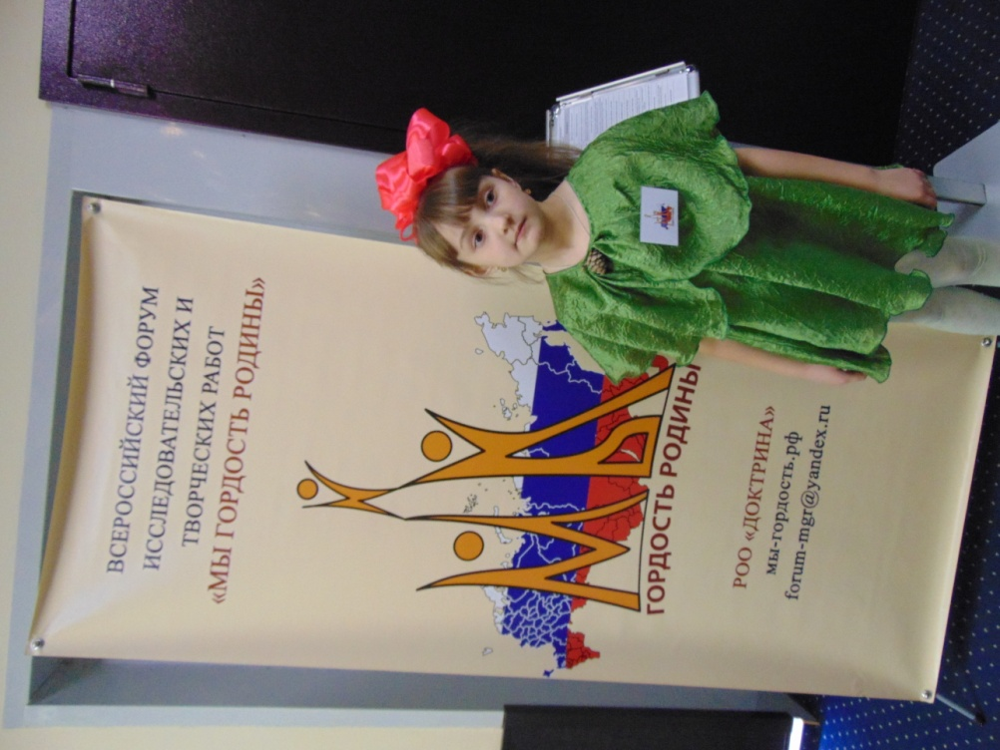 ВСЕРОССИЙСКИЙ ФОРУМ
ИССЛЕДОВАТЕЛЬСКИХ И
ТВОРЧЕСКИХ РАБОТ
«МЫ ГОРДОСТЬ РОДИНЫ»
МЫ
ГОРДОСТЬ РОДИНЫ
РОО «ДОКТРИНА»
мы-гордость.рф
forum-mgr@yandex.ru